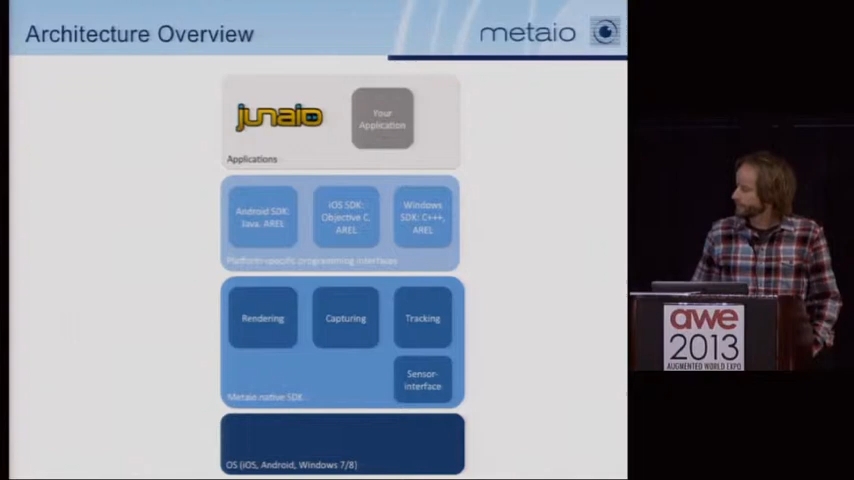 Architecture Overview
metaio
junaio
Your
Application
Applications
Android SDK:
Java, AREL
iOS SDK:
Objective C,
AREL
Windows
SDK: C++,
AREL
Platform-specific programming interfaces
Rendering
Capturing
Tracking
Sensor-
interface
Metaio native SDK
OS (iOS, Android, Windows 7/8)
awe
2013
AUGMENTED WORLD EXPO